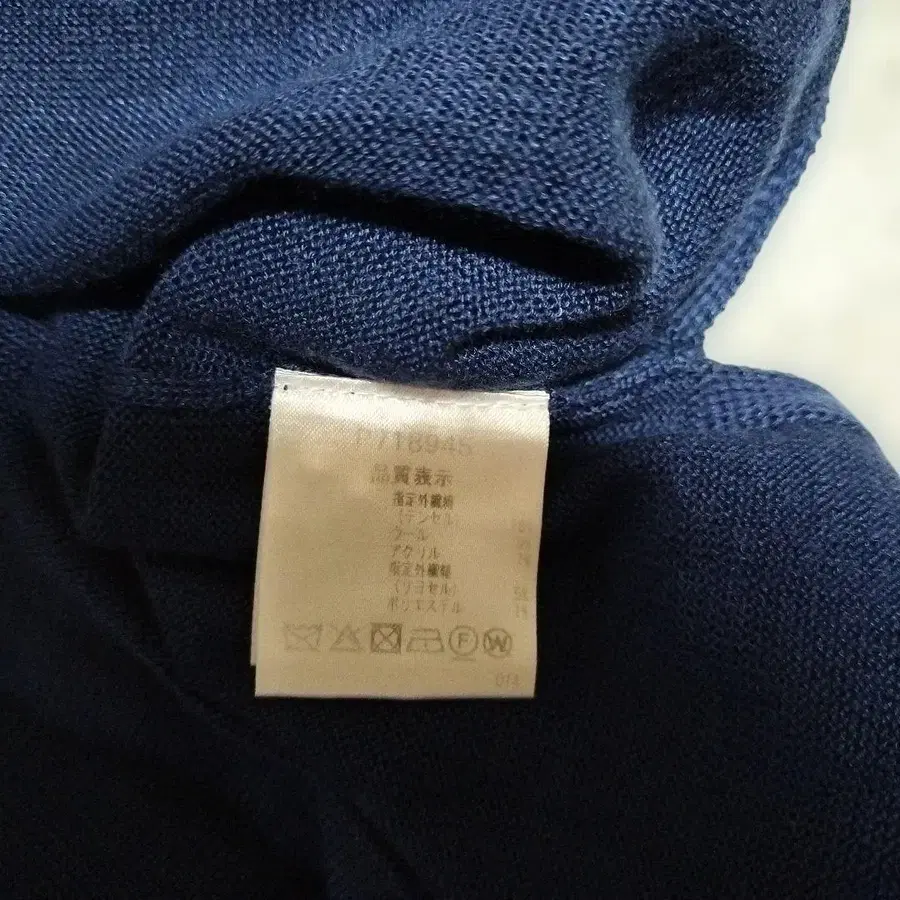 P718945
品質表示
指定外繊維
(テンセル)
ウール
アクリル
指定外繊維
(リヨセル)
ポリエステル
F W